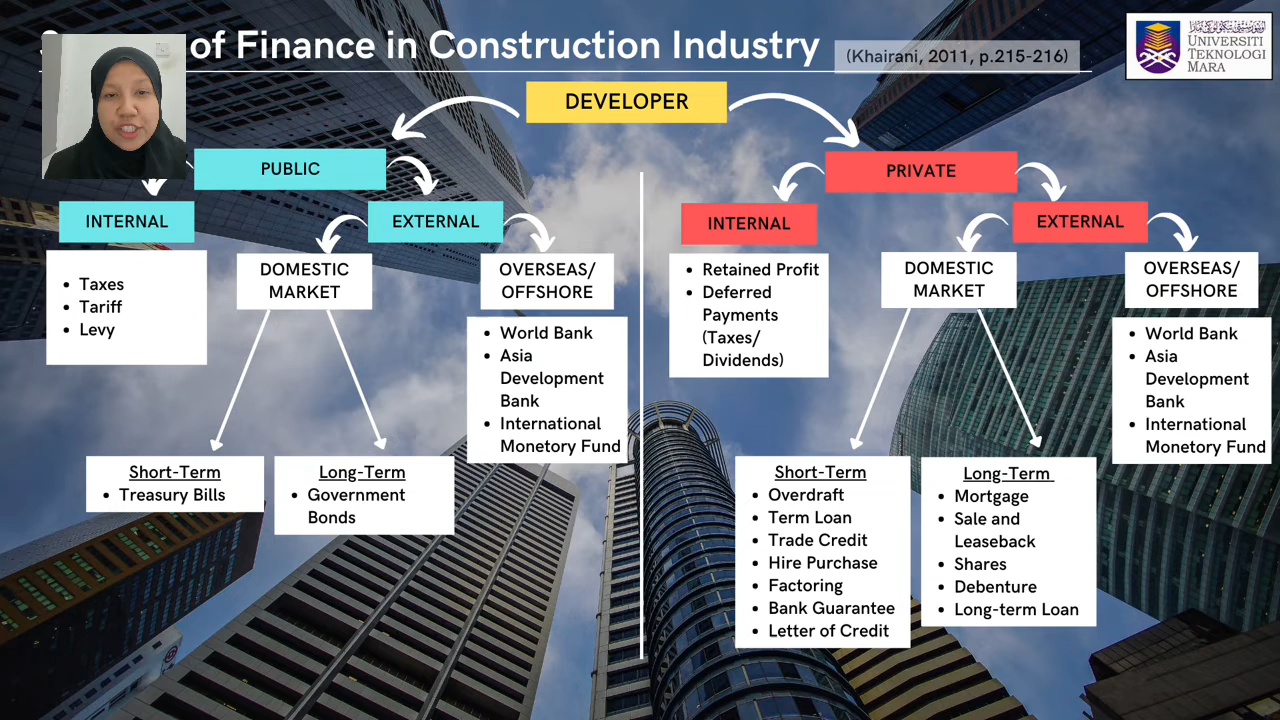 of Finance in Construction Industry
(Khairani, 2011, p.215-216)
UNIVERSITI
TEKNOLOGI
MARA
DEVELOPER
PUBLIC
INTERNAL
Taxes
Tariff
Levy
EXTERNAL
DOMESTIC
MARKET
Short-Term
Treasury Bills
Long-Term
Government
Bonds
OVERSEAS/
OFFSHORE
World Bank
Asia
Development
Bank
International
Monetary Fund
PRIVATE
INTERNAL
Retained Profit
Deferred
Payments
(Taxes/
Dividends)
EXTERNAL
DOMESTIC
MARKET
Short-Term
Overdraft
Term Loan
Trade Credit
Hire Purchase
Factoring
Bank Guarantee
Letter of Credit
Long-Term
Mortgage
Sale and
Leaseback
Shares
Debenture
Long-term Loan
OVERSEAS/
OFFSHORE
World Bank
Asia
Development
Bank
International
Monetary Fund